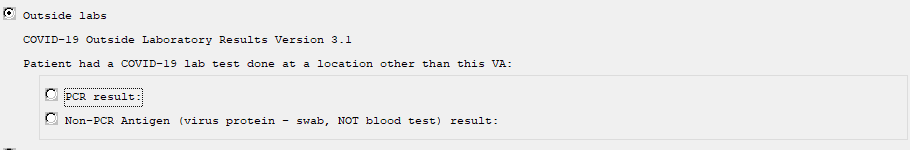 Outside labs
COVID-19 Outside Laboratory Results Version 3.1
Patient had a COVID-19 lab test done at a location other than this VA:
PCR result:
Non-PCR Antigen (virus protein - swab, NOT blood test) result: